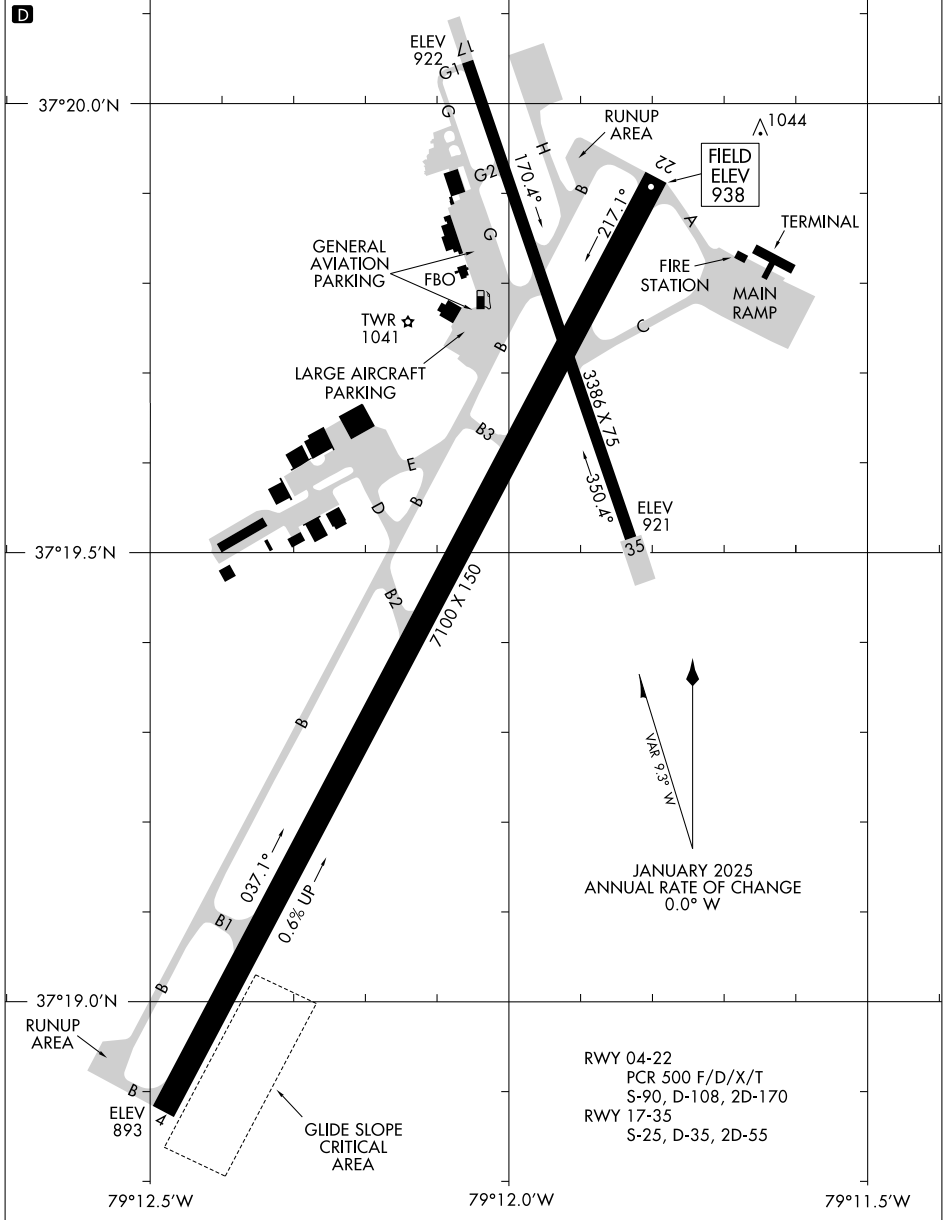 D
ELEV
922
17
G1
37°20.0'N
G
H
RUNUP
AREA
1044
22
FIELD
ELEV
938
G2
170.4°
B
217.1°
A
TERMINAL
G
GENERAL
AVIATION
PARKING
FBO
FIRE
STATION
MAIN
RAMP
TWR
1041
C
B
LARGE AIRCRAFT
PARKING
3386 X 75
B3
E
B
D
350.4°
ELEV
921
35
37°19.5'N
B2
7100 X 150
B
VAR 9.3° W
JANUARY 2025
ANNUAL RATE OF CHANGE
0.0° W
037.1°
0.6% UP
B1
B
37°19.0'N
RUNUP
AREA
B
ELEV
893
4
GLIDE SLOPE
CRITICAL
AREA
RWY 04-22
PCR 500 F/D/X/T
S-90, D-108, 2D-170
RWY 17-35
S-25, D-35, 2D-55
79°12.5'W
79°12.0'W
79°11.5'W